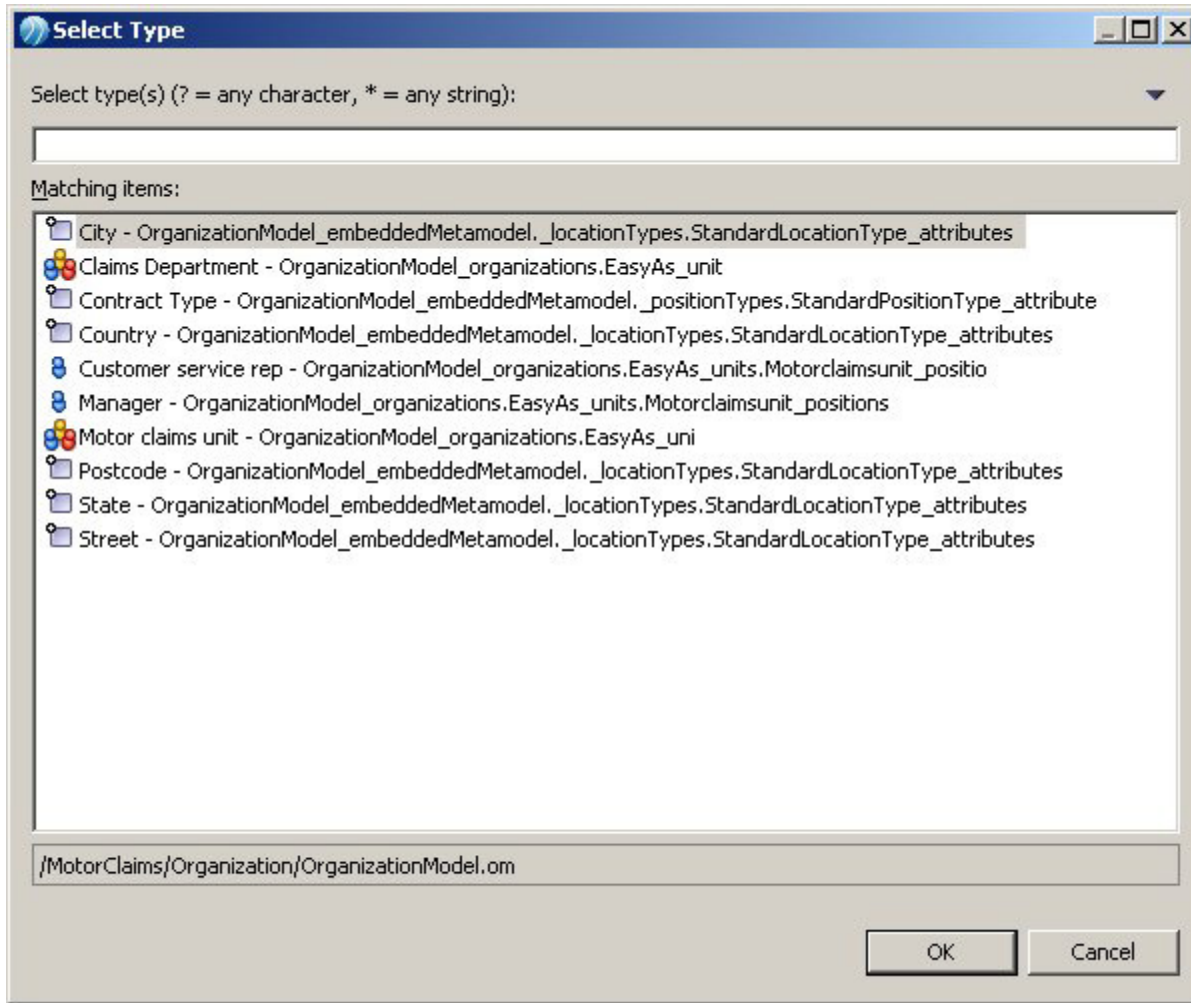 Select Type
Select type(s) (? = any character, * = any string):
Matching items:
City - OrganizationModel_embeddedMetamodel._locationTypes.StandardLocationType_attributes
Claims Department - OrganizationModel_organizations.EasyAs_unit
Contract Type - OrganizationModel_embeddedMetamodel._positionTypes.StandardPositionType_attribute
Country - OrganizationModel_embeddedMetamodel._locationTypes.StandardLocationType_attributes
Customer service rep - OrganizationModel_organizations.EasyAs_units.Motorclaimsunit_positio
Manager - OrganizationModel_organizations.EasyAs_units.Motorclaimsunit_positions
Motor claims unit - OrganizationModel_organizations.EasyAs_uni
Postcode - OrganizationModel_embeddedMetamodel._locationTypes.StandardLocationType_attributes
State - OrganizationModel_embeddedMetamodel._locationTypes.StandardLocationType_attributes
Street - OrganizationModel_embeddedMetamodel._locationTypes.StandardLocationType_attributes
/MotorClaims/Organization/OrganizationModel.om
OK Cancel